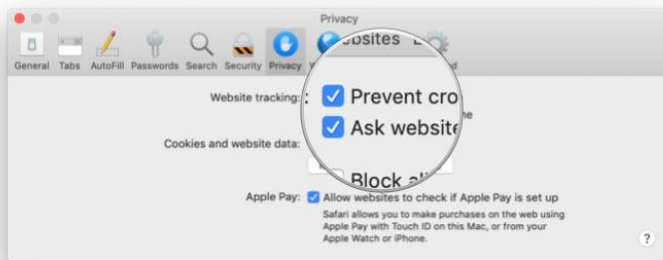 Privacy
General Tabs AutoFill Passwords Search Security Privacy
ebsites
Website tracking: Prevent cro
Ask website
Cookies and website data:
Block
Apple Pay: Allow websites to check if Apple Pay is set up
Safari allows you to make purchases on the web using
Apple Pay with Touch ID on this Mac, or from your
Apple Watch or iPhone.
?